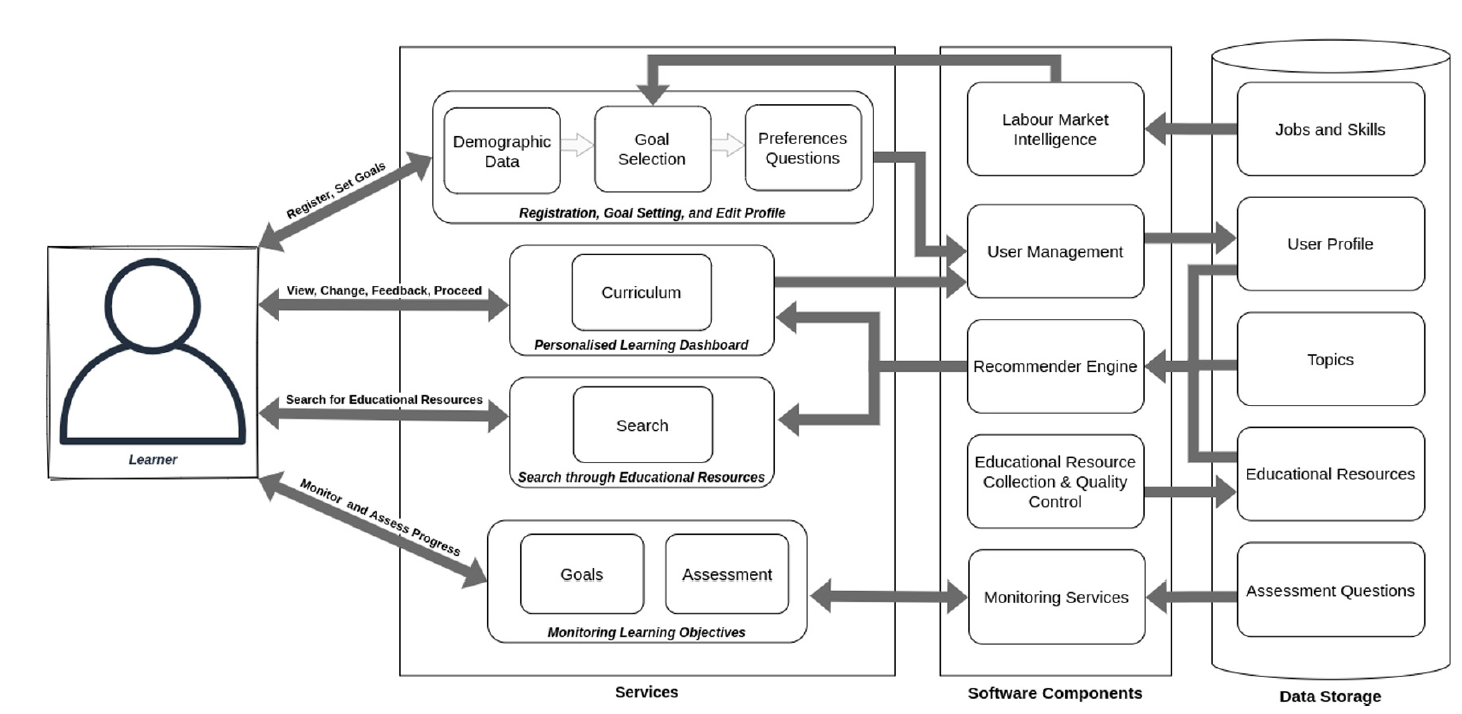 Register, Set Goals
View, Change, Feedback, Proceed
Search for Educational Resources
Monitor and Assess Progress
Learner
Demographic
Data
Goal
Selection
Preferences
Questions
Registration, Goal Setting, and Edit Profile
Curriculum
Personalised Learning Dashboard
Search
Search through Educational Resources
Goals
Assessment
Monitoring Learning Objectives
Services
Labour Market
Intelligence
User Management
Recommender Engine
Educational Resource
Collection & Quality
Control
Monitoring Services
Software Components
Jobs and Skills
User Profile
Topics
Educational Resources
Assessment Questions
Data Storage